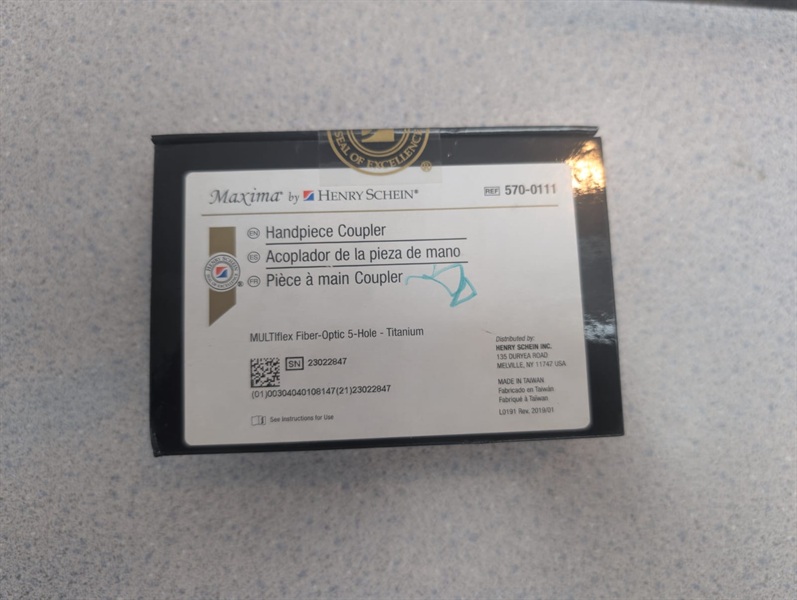 SEAL OF EXCELLENCE
Maxima® by HENRY SCHEIN®
REF 570-0111
EN Handpiece Coupler
ES Acoplador de la pieza de mano
FR Pièce à main Coupler
MULTIflex Fiber-Optic 5-Hole - Titanium
SN 23022847
(01)00304040108147(21)23022847
See Instructions for Use
Distributed by:
HENRY SCHEIN INC.
135 DURYEA ROAD
MELVILLE, NY 11747 USA
MADE IN TAIWAN
Fabricado en Taiwán
Fabriqué à Taiwan
L0191 Rev. 2019/01